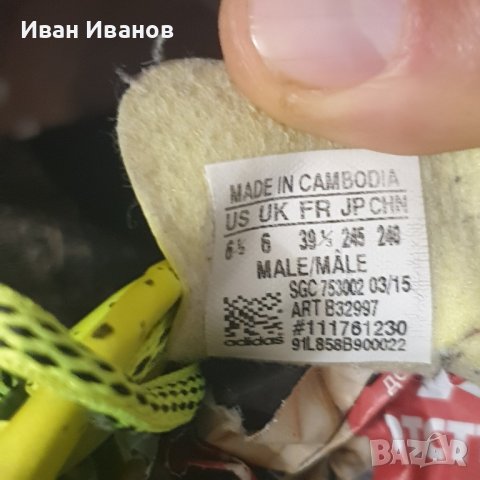 Иван Иванов
MADE IN CAMBODIA
US UK FR JP CHN
6½ 6 39⅓ 245 240
MALE/MÂLE
SGC 753002 03/15
ART B32997
#111761230
adidas 91L858B900022
BAZAR